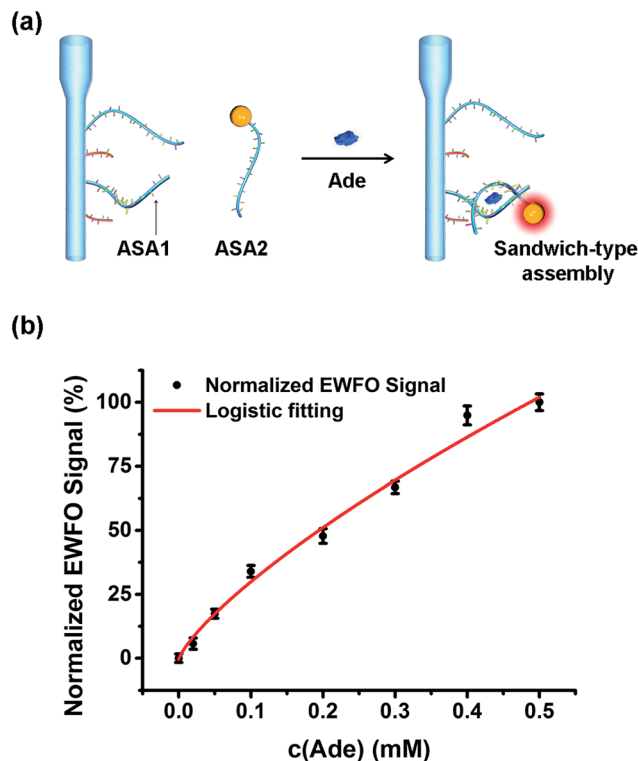 (a)
Ade
ASA1
ASA2
Sandwich-type
assembly
(b)
Normalized EWFO Signal (%)
100
75
50
25
0
Normalized EWFO Signal
Logistic fitting
0.0 0.1 0.2 0.3 0.4 0.5
c(Ade) (mM)